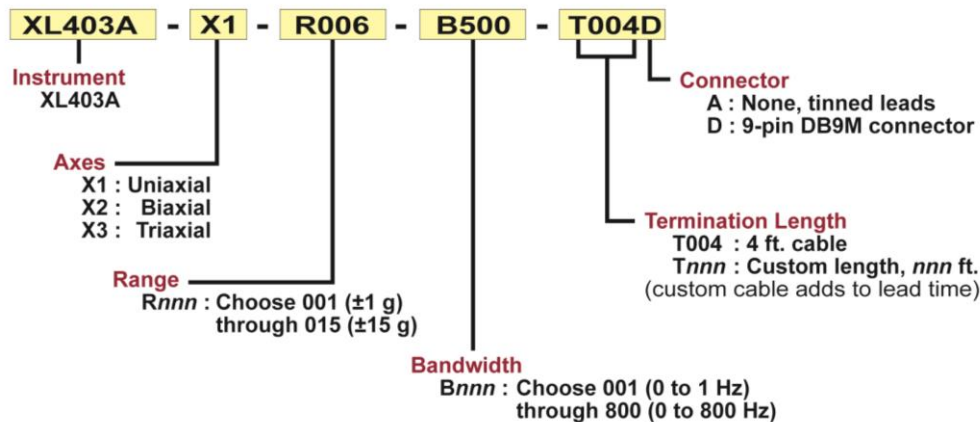 XL403A - X1 - R006 - B500 - T004D
Instrument
XL403A
Connector
A : None, tinned leads
D : 9-pin DB9M connector
Axes
X1 : Uniaxial
X2 : Biaxial
X3 : Triaxial
Termination Length
T004 : 4 ft. cable
Tnnn : Custom length, nnn ft.
(custom cable adds to lead time)
Range
Rnnn : Choose 001 (±1 g)
through 015 (±15 g)
Bandwidth
Bnnn : Choose 001 (0 to 1 Hz)
through 800 (0 to 800 Hz)